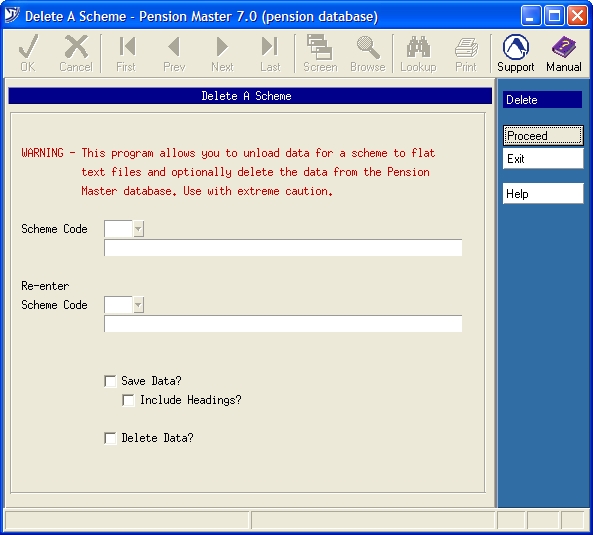 Delete A Scheme - Pension Master 7.0 (pension database)
OK Cancel First Prev Next Last Screen Browse Lookup Print Support Manual
Delete A Scheme
Delete
Proceed
Exit
Help
WARNING - This program allows you to unload data for a scheme to flat
text files and optionally delete the data from the Pension
Master database. Use with extreme caution.
Scheme Code
Re-enter
Scheme Code
Save Data?
Include Headings?
Delete Data?